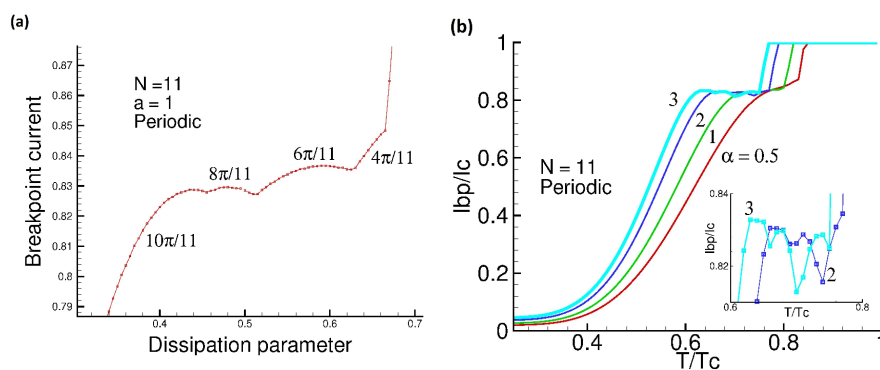 (a)
0.87
0.86
0.85
0.84
0.83
0.82
0.81
0.8
0.79
Breakpoint current
N =11
a = 1
Periodic
10π/11
8π/11
6π/11
4π/11
0.4
0.5
0.6
0.7
Dissipation parameter
(b)
1
0.8
0.6
0.4
0.2
0
Ibp/Ic
3
2
1
α = 0.5
N = 11
Periodic
0.84
0.82
Ibp/Ic
3
2
0.6
0.8
T/Tc
0.4
0.6
0.8
1
T/Tc